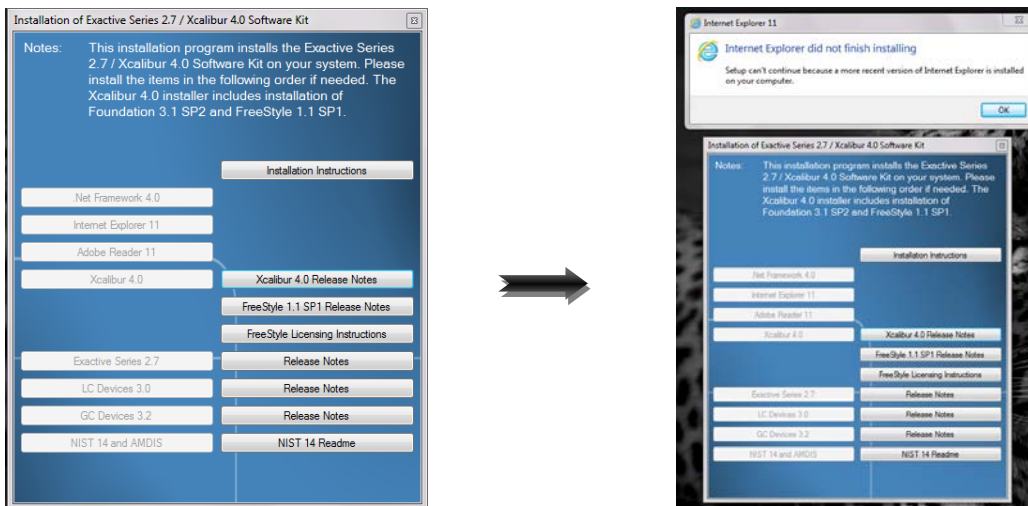 Installation of Exactive Series 2.7 / Xcalibur 4.0 Software Kit
Notes: This installation program installs the Exactive Series
2.7 / Xcalibur 4.0 Software Kit on your system. Please
install the items in the following order if needed. The
Xcalibur 4.0 installer includes installation of
Foundation 3.1 SP2 and FreeStyle 1.1 SP1.
Installation Instructions
.Net Framework 4.0
Internet Explorer 11
Adobe Reader 11
Xcalibur 4.0
Xcalibur 4.0 Release Notes
FreeStyle 1.1 SP1 Release Notes
FreeStyle Licensing Instructions
Exactive Series 2.7
Release Notes
LC Devices 3.0
Release Notes
GC Devices 3.2
Release Notes
NIST 14 and AMDIS
NIST 14 Readme
Internet Explorer 11
Internet Explorer did not finish installing
Setup can't continue because a more recent version of Internet Explorer is installed
on your computer.
OK
Installation of Exactive Series 2.7 / Xcalibur 4.0 Software Kit
Notes: This installation program installs the Exactive Series
2.7 / Xcalibur 4.0 Software Kit on your system. Please
install the items in the following order if needed. The
Xcalibur 4.0 installer includes installation of
Foundation 3.1 SP2 and FreeStyle 1.1 SP1.
Installation Instructions
.Net Framework 4.0
Internet Explorer 11
Adobe Reader 11
Xcalibur 4.0
Xcalibur 4.0 Release Notes
FreeStyle 1.1 SP1 Release Notes
FreeStyle Licensing Instructions
Exactive Series 2.7
Release Notes
LC Devices 3.0
Release Notes
GC Devices 3.2
Release Notes
NIST 14 and AMDIS
NIST 14 Readme